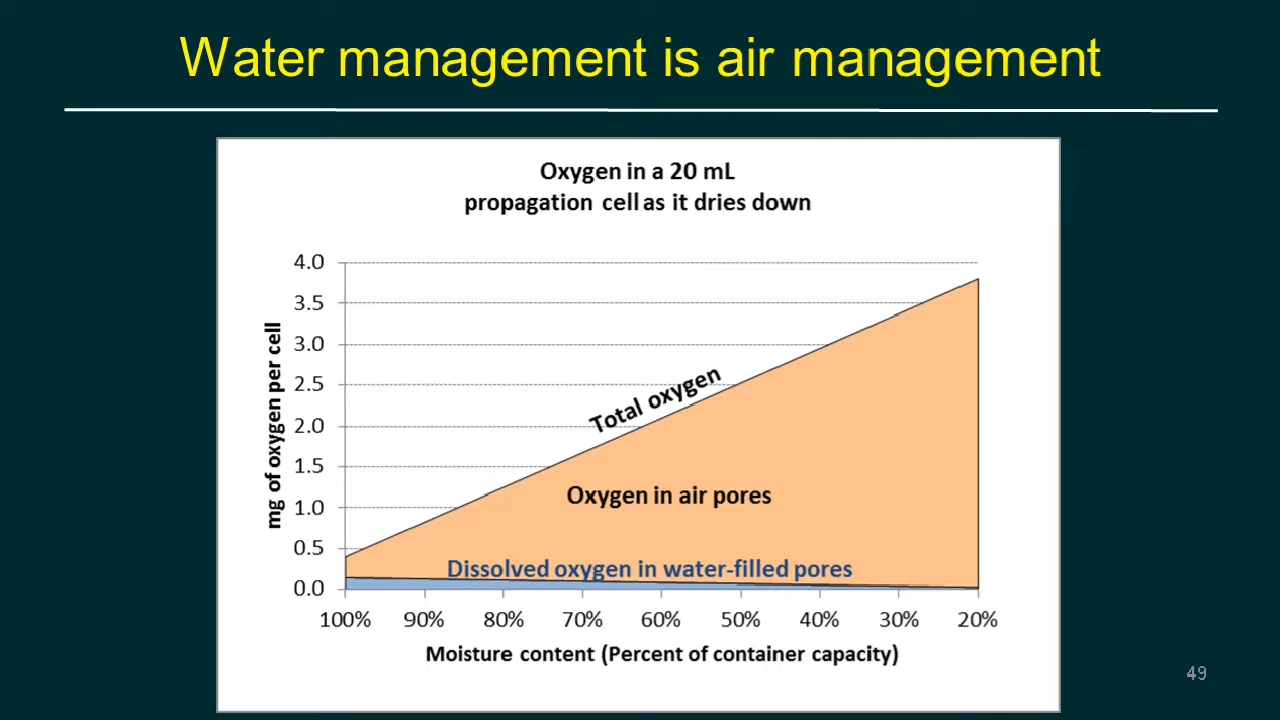 Water management is air management
Oxygen in a 20 mL
propagation cell as it dries down
mg of oxygen per cell
4.0
3.5
3.0
2.5
2.0
1.5
1.0
0.5
0.0
Total oxygen
Oxygen in air pores
Dissolved oxygen in water-filled pores
100% 90% 80% 70% 60% 50% 40% 30% 20%
Moisture content (Percent of container capacity)
49